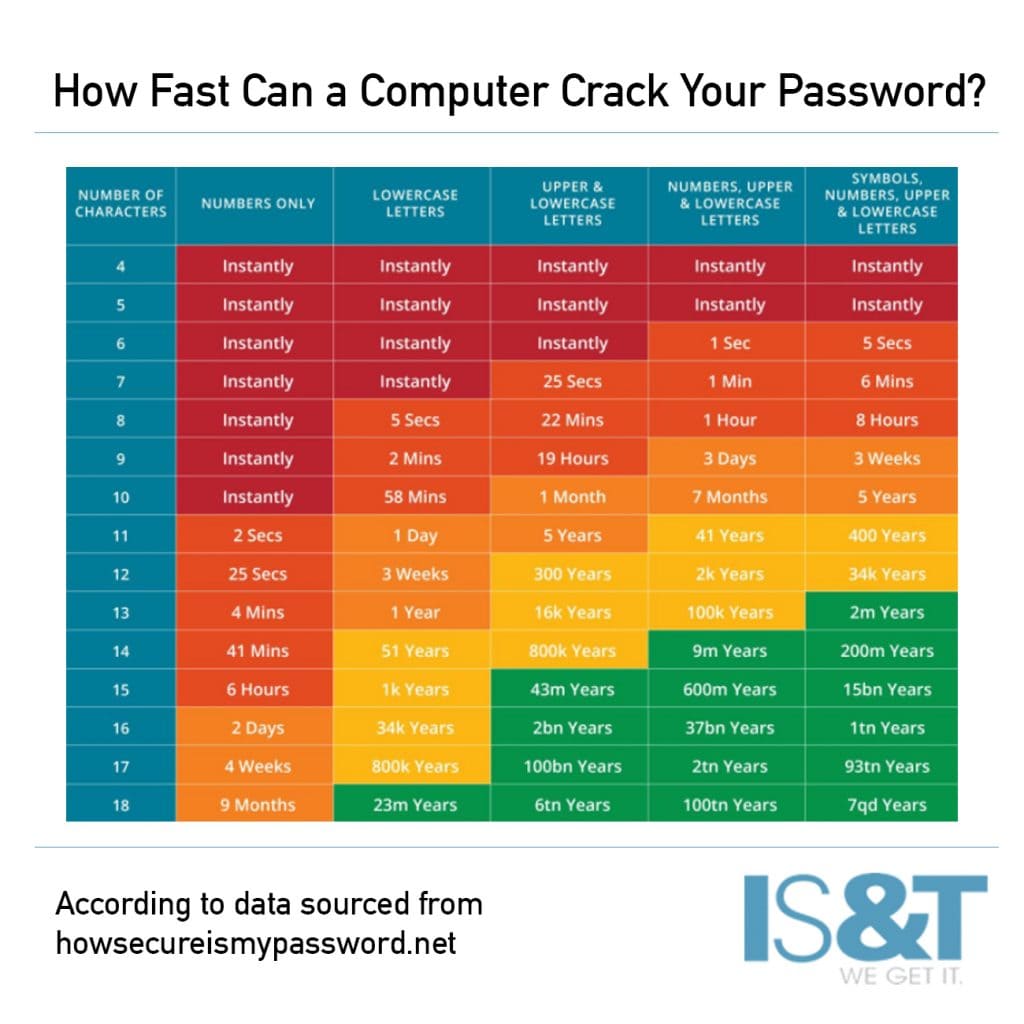 How Fast Can a Computer Crack Your Password?
NUMBER OF CHARACTERS NUMBERS ONLY LOWERCASE LETTERS UPPER & LOWERCASE LETTERS NUMBERS, UPPER & LOWERCASE LETTERS SYMBOLS, NUMBERS, UPPER & LOWERCASE LETTERS
4 Instantly Instantly Instantly Instantly Instantly
5 Instantly Instantly Instantly Instantly Instantly
6 Instantly Instantly Instantly 1 Sec 5 Secs
7 Instantly Instantly 25 Secs 1 Min 6 Mins
8 Instantly 5 Secs 22 Mins 1 Hour 8 Hours
9 Instantly 2 Mins 19 Hours 3 Days 3 Weeks
10 Instantly 58 Mins 1 Month 7 Months 5 Years
11 2 Secs 1 Day 5 Years 41 Years 400 Years
12 25 Secs 3 Weeks 300 Years 2k Years 34k Years
13 4 Mins 1 Year 16k Years 100k Years 2m Years
14 41 Mins 51 Years 800k Years 9m Years 200m Years
15 6 Hours 1k Years 43m Years 600m Years 15bn Years
16 2 Days 34k Years 2bn Years 37bn Years 1tn Years
17 4 Weeks 800k Years 100bn Years 2tn Years 93tn Years
18 9 Months 23m Years 6tn Years 100tn Years 7qd Years
According to data sourced from
howsecureismypassword.net
IS&T
WE GET IT.